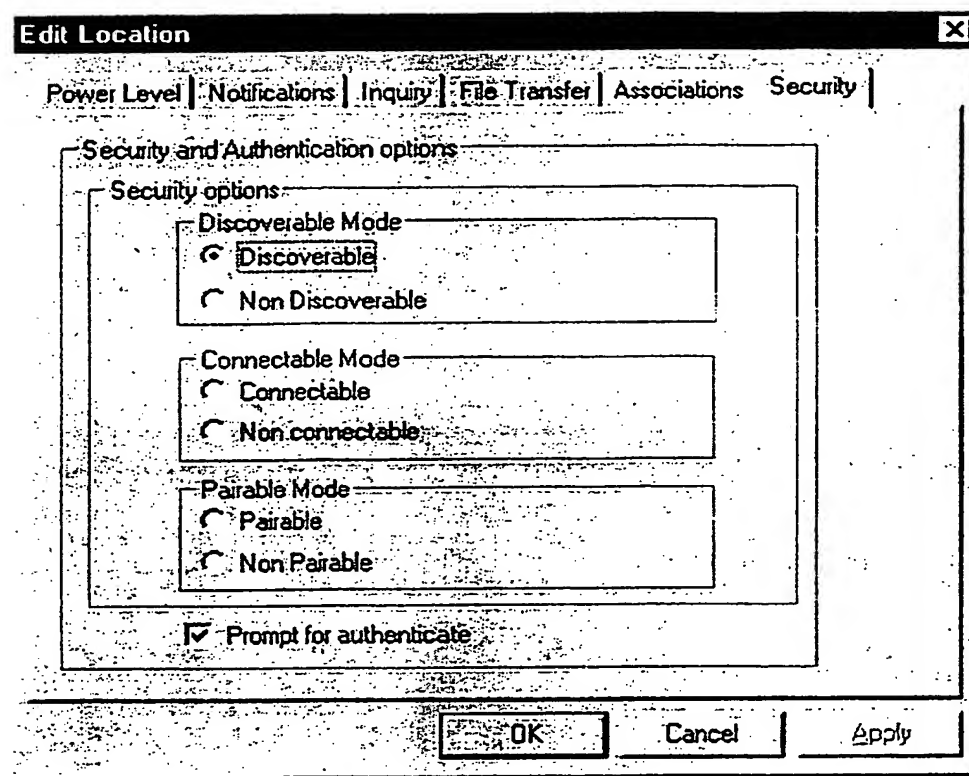 Edit Location
Power Level Notifications Inquiry File Transfer Associations Security
Security and Authentication options
Security options
Discoverable Mode
Discoverable
Non Discoverable
Connectable Mode
Connectable
Non connectable
Pairable Mode
Pairable
Non Pairable
Prompt for authenticate
OK Cancel Apply